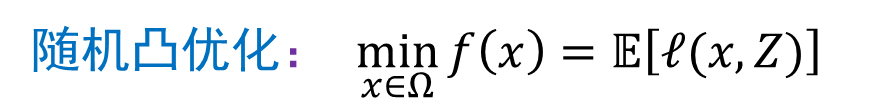 随机凸优化： min_{x∈Ω} f(x) = 𝔼[ℓ(x, Z)]